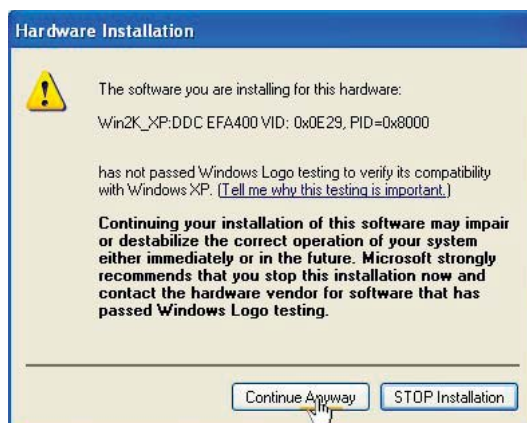 Hardware Installation
The software you are installing for this hardware:
Win2K_XP:DDC EFA400 VID: 0x0E29, PID=0x8000
has not passed Windows Logo testing to verify its compatibility
with Windows XP. (Tell me why this testing is important.)
Continuing your installation of this software may impair
or destabilize the correct operation of your system
either immediately or in the future. Microsoft strongly
recommends that you stop this installation now and
contact the hardware vendor for software that has
passed Windows Logo testing.
Continue Anyway
STOP Installation